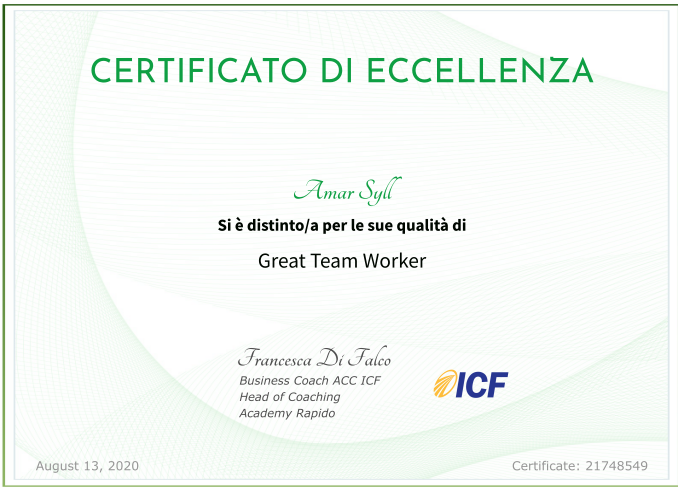 CERTIFICATO DI ECCELLENZA
Amar Syll
Si è distinto/a per le sue qualità di
Great Team Worker
Francesca Di Falco
Business Coach ACC ICF
Head of Coaching
Academy Rapido
ICF
August 13, 2020
Certificate: 21748549